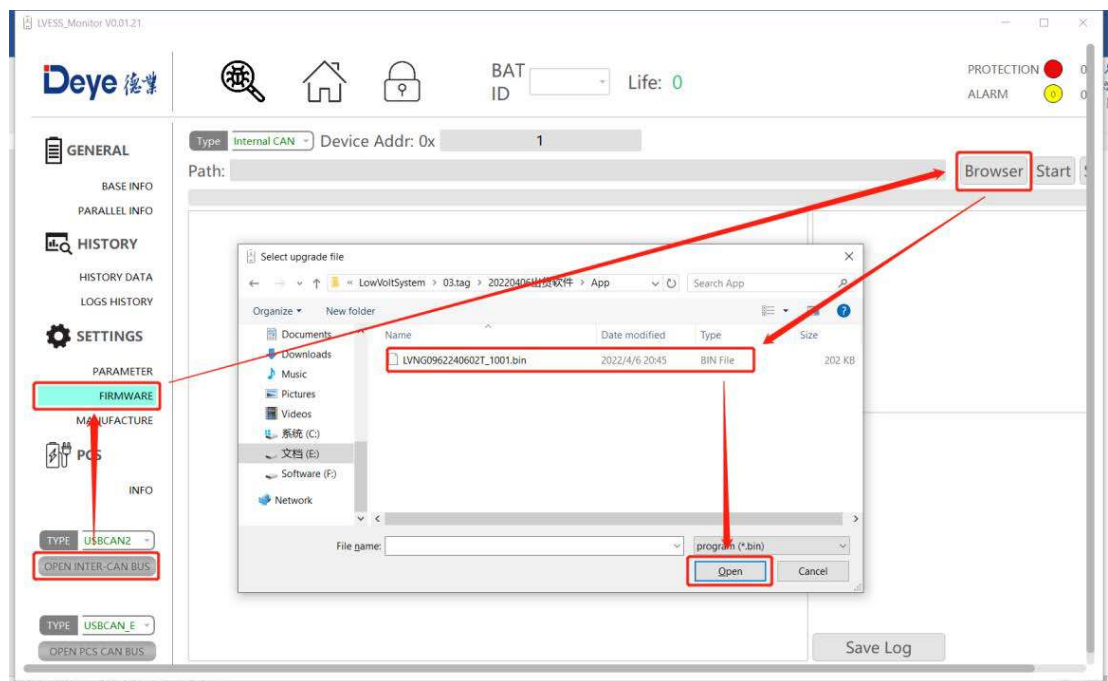 LVESS_Monitor V0.01.21
Deye 德業
BAT ID
Life: 0
PROTECTION 0
ALARM 0 0
Type Internal CAN Device Addr: 0x 1
Path:
Browser Start
GENERAL
BASE INFO
PARALLEL INFO
HISTORY
HISTORY DATA
LOGS HISTORY
SETTINGS
PARAMETER
FIRMWARE
MANUFACTURE
PCS
INFO
TYPE USBCAN2
OPEN INTER-CAN BUS
TYPE USBCAN_E
OPEN PCS CAN BUS
Select upgrade file
« LowVoltSystem > 03.tag > 20220406出货软件 > App
Search App
Organize New folder
Documents
Downloads
Music
Pictures
Videos
系统 (C:)
文档 (E:)
Software (F:)
Network
Name Date modified Type Size
LVNG0962240602T_1001.bin 2022/4/6 20:45 BIN File 202 KB
File name: program (*.bin)
Open Cancel
Save Log